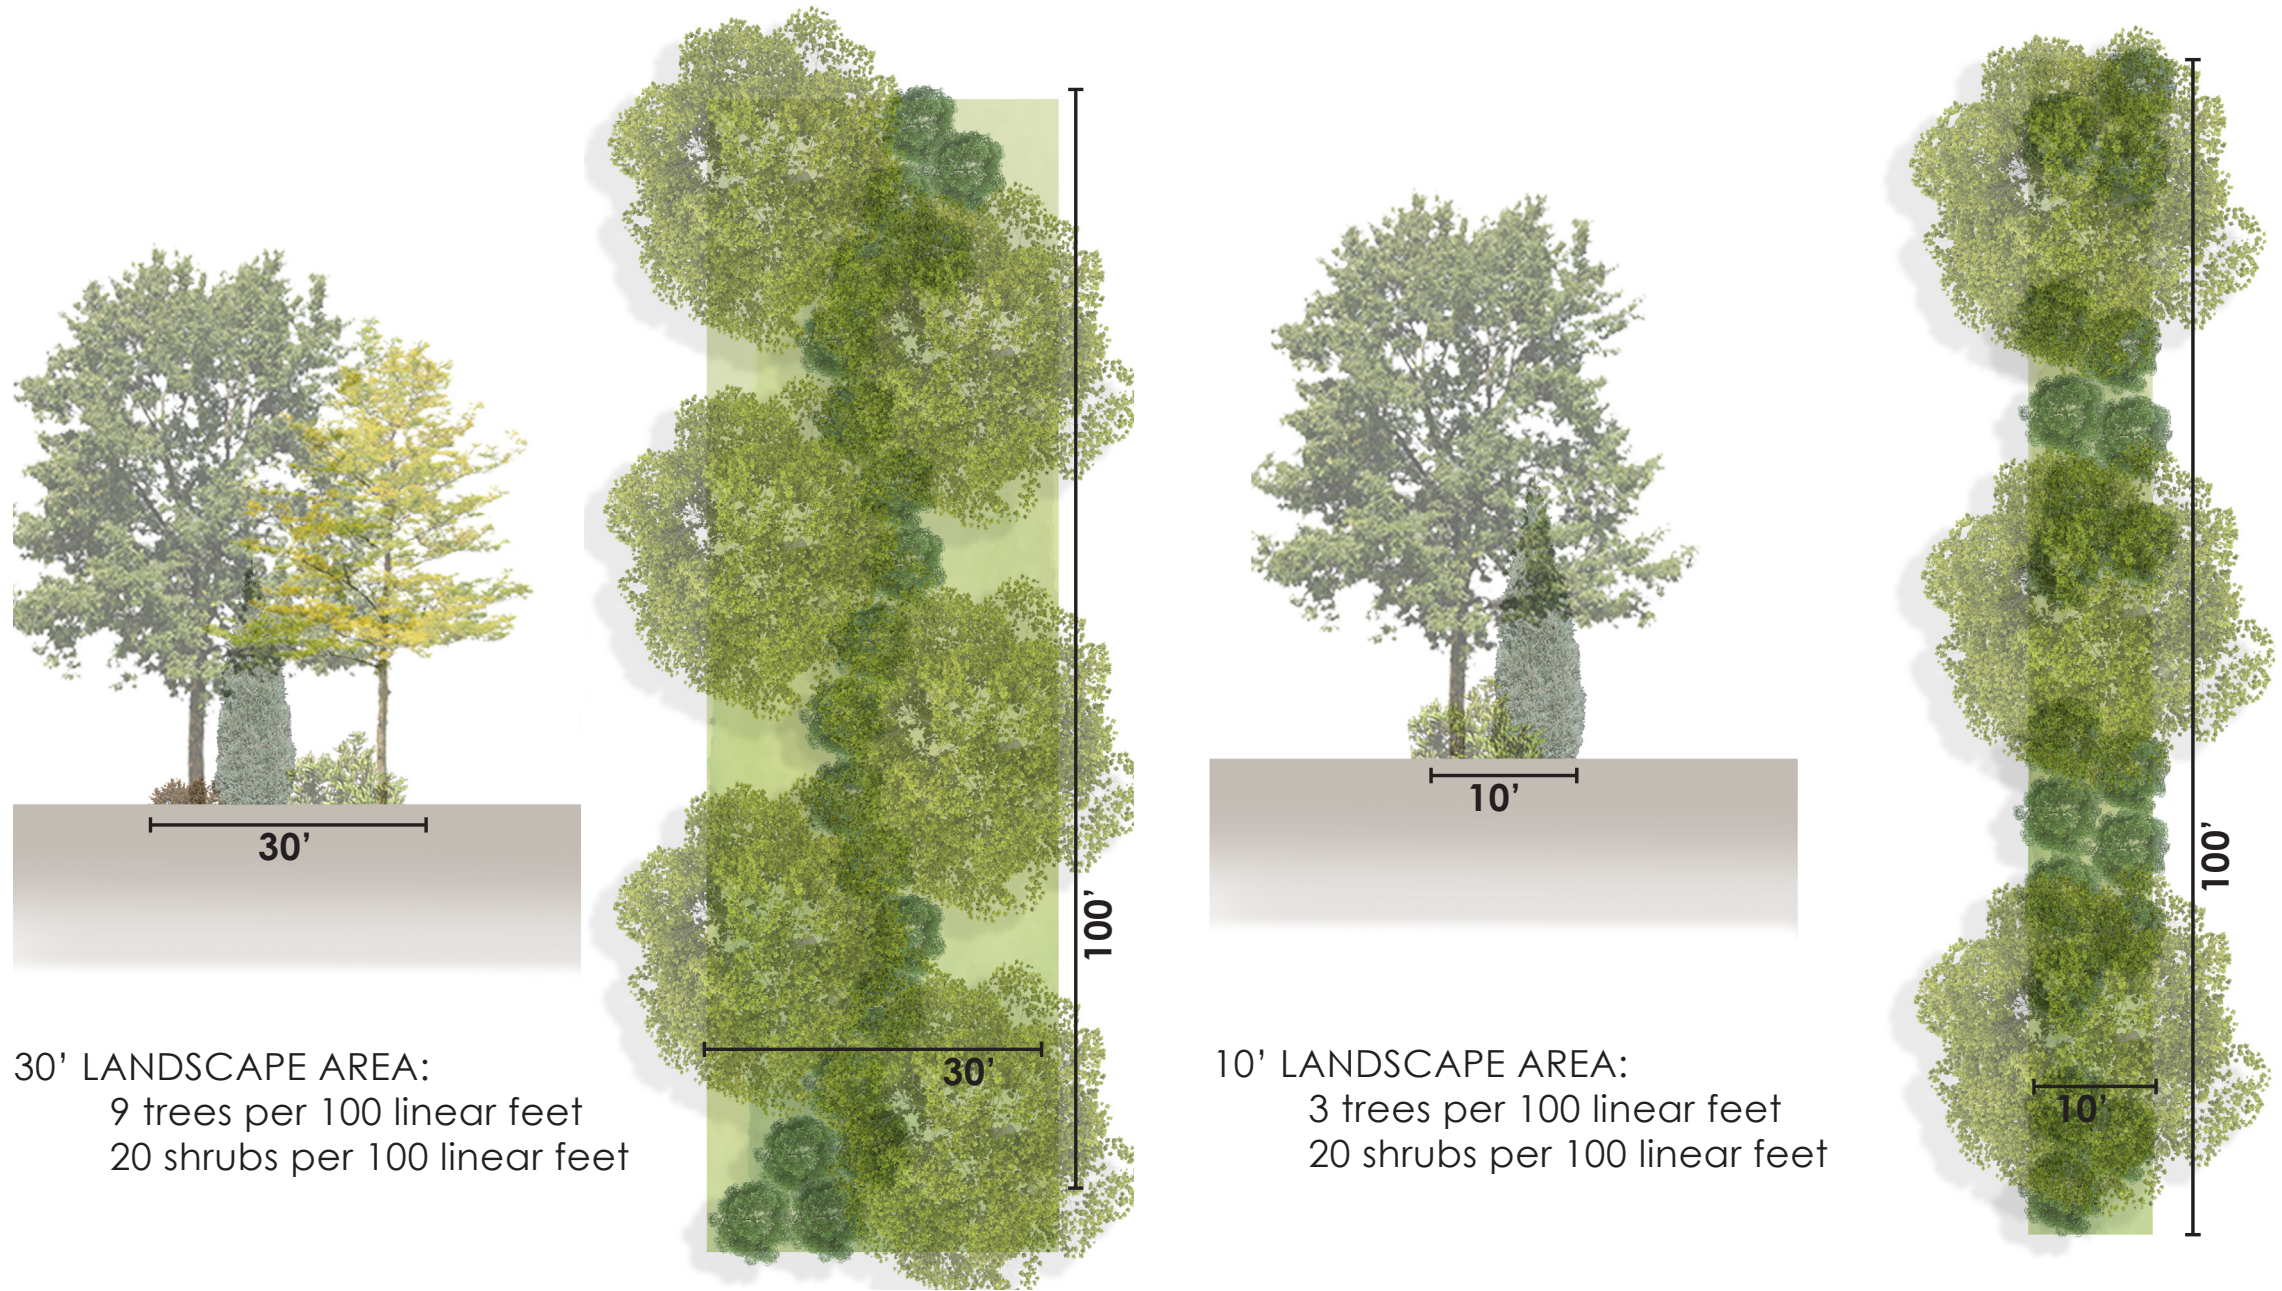 30’
30’ LANDSCAPE AREA:
9 trees per 100 linear feet
20 shrubs per 100 linear feet
100’
30’
10’
10’ LANDSCAPE AREA:
3 trees per 100 linear feet
20 shrubs per 100 linear feet
100’
10’